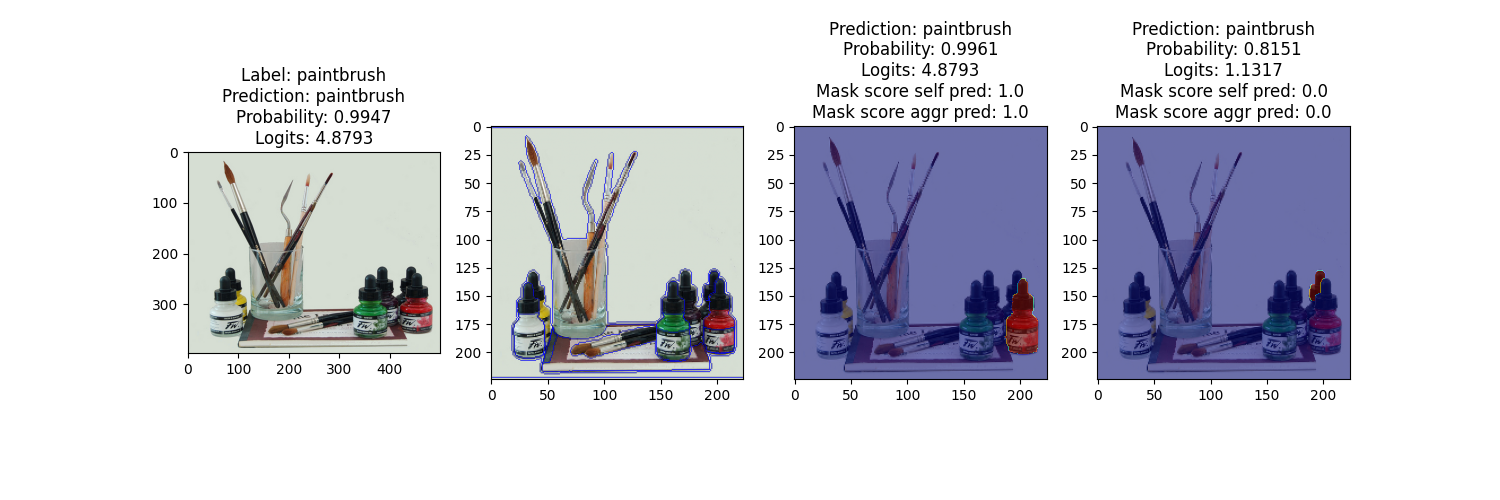 Label: paintbrush
Prediction: paintbrush
Probability: 0.9947
Logits: 4.8793
0
100
200
300
0 100 200 300 400
0
25
50
75
100
125
150
175
200
0 50 100 150 200
Prediction: paintbrush
Probability: 0.9961
Logits: 4.8793
Mask score self pred: 1.0
Mask score aggr pred: 1.0
0
25
50
75
100
125
150
175
200
0 50 100 150 200
Prediction: paintbrush
Probability: 0.8151
Logits: 1.1317
Mask score self pred: 0.0
Mask score aggr pred: 0.0
0
25
50
75
100
125
150
175
200
0 50 100 150 200